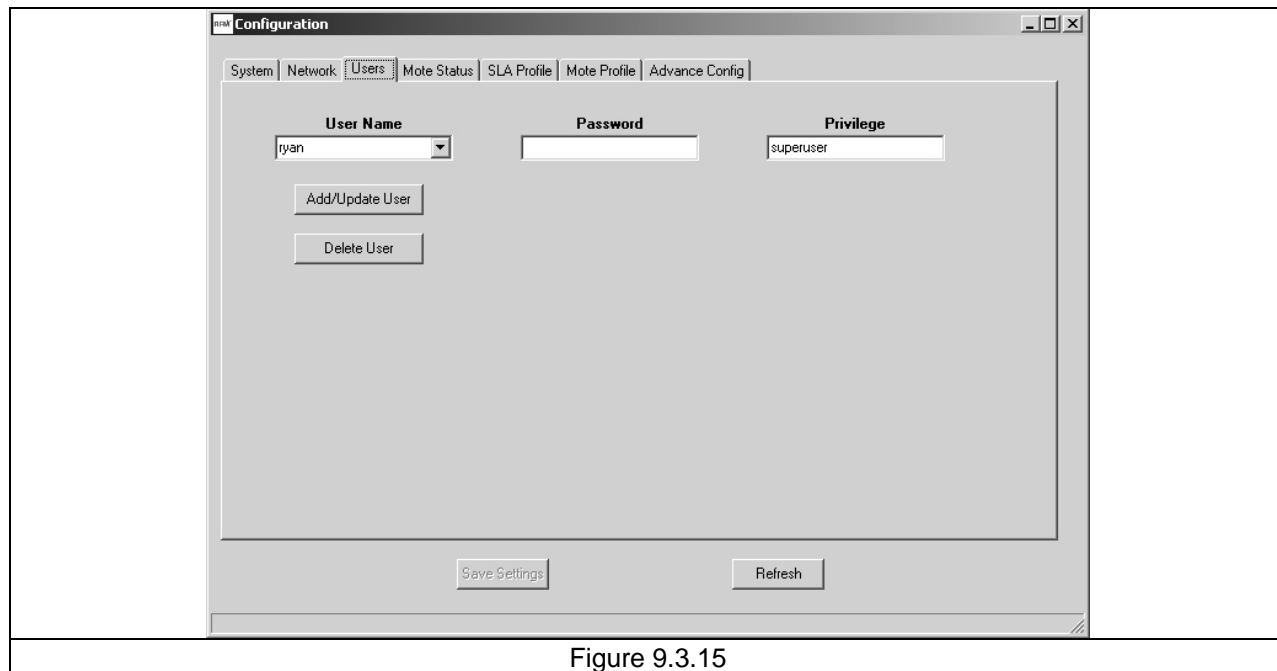 Configuration
System Network Users Mote Status SLA Profile Mote Profile Advance Config
User Name Password Privilege
ryan superuser
Add/Update User
Delete User
Save Settings Refresh
Figure 9.3.15